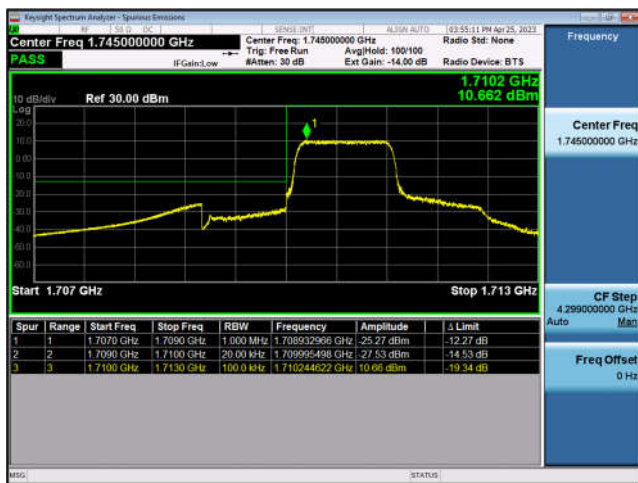 Keysight Spectrum Analyzer - Spurious Emissions
RF 50 Ω DC SENSE:INT ALIGN AUTO 03:55:11 PM Apr 25, 2023
Center Freq 1.745000000 GHz
PASS
IFGain:Low
Center Freq: 1.745000000 GHz
Trig: Free Run Avg|Hold: 100/100
#Atten: 30 dB Ext Gain: -14.00 dB
Radio Std: None
Radio Device: BTS
1.7102 GHz
10.662 dBm
10 dB/div Ref 30.00 dBm
Log
20.0
10.0
0.00
-10.0
-20.0
-30.0
-40.0
-50.0
-60.0
1
Start 1.707 GHz Stop 1.713 GHz
Spur Range Start Freq Stop Freq RBW Frequency Amplitude Δ Limit
1 1 1.7070 GHz 1.7090 GHz 1.000 MHz 1.708932966 GHz -25.27 dBm -12.27 dB
2 2 1.7090 GHz 1.7100 GHz 20.00 kHz 1.709995498 GHz -27.53 dBm -14.53 dB
3 3 1.7100 GHz 1.7130 GHz 100.0 kHz 1.710244622 GHz 10.66 dBm -19.34 dB
MSG STATUS
Frequency
Center Freq
1.745000000 GHz
CF Step
4.299000000 GHz
Auto Man
Freq Offset
0 Hz